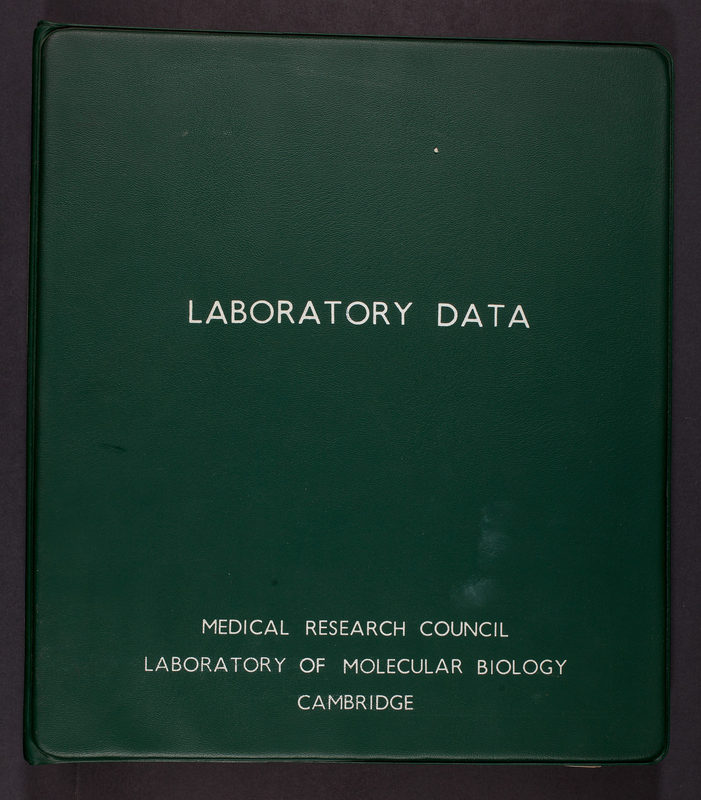 LABORATORY DATA
MEDICAL RESEARCH COUNCIL
LABORATORY OF MOLECULAR BIOLOGY
CAMBRIDGE